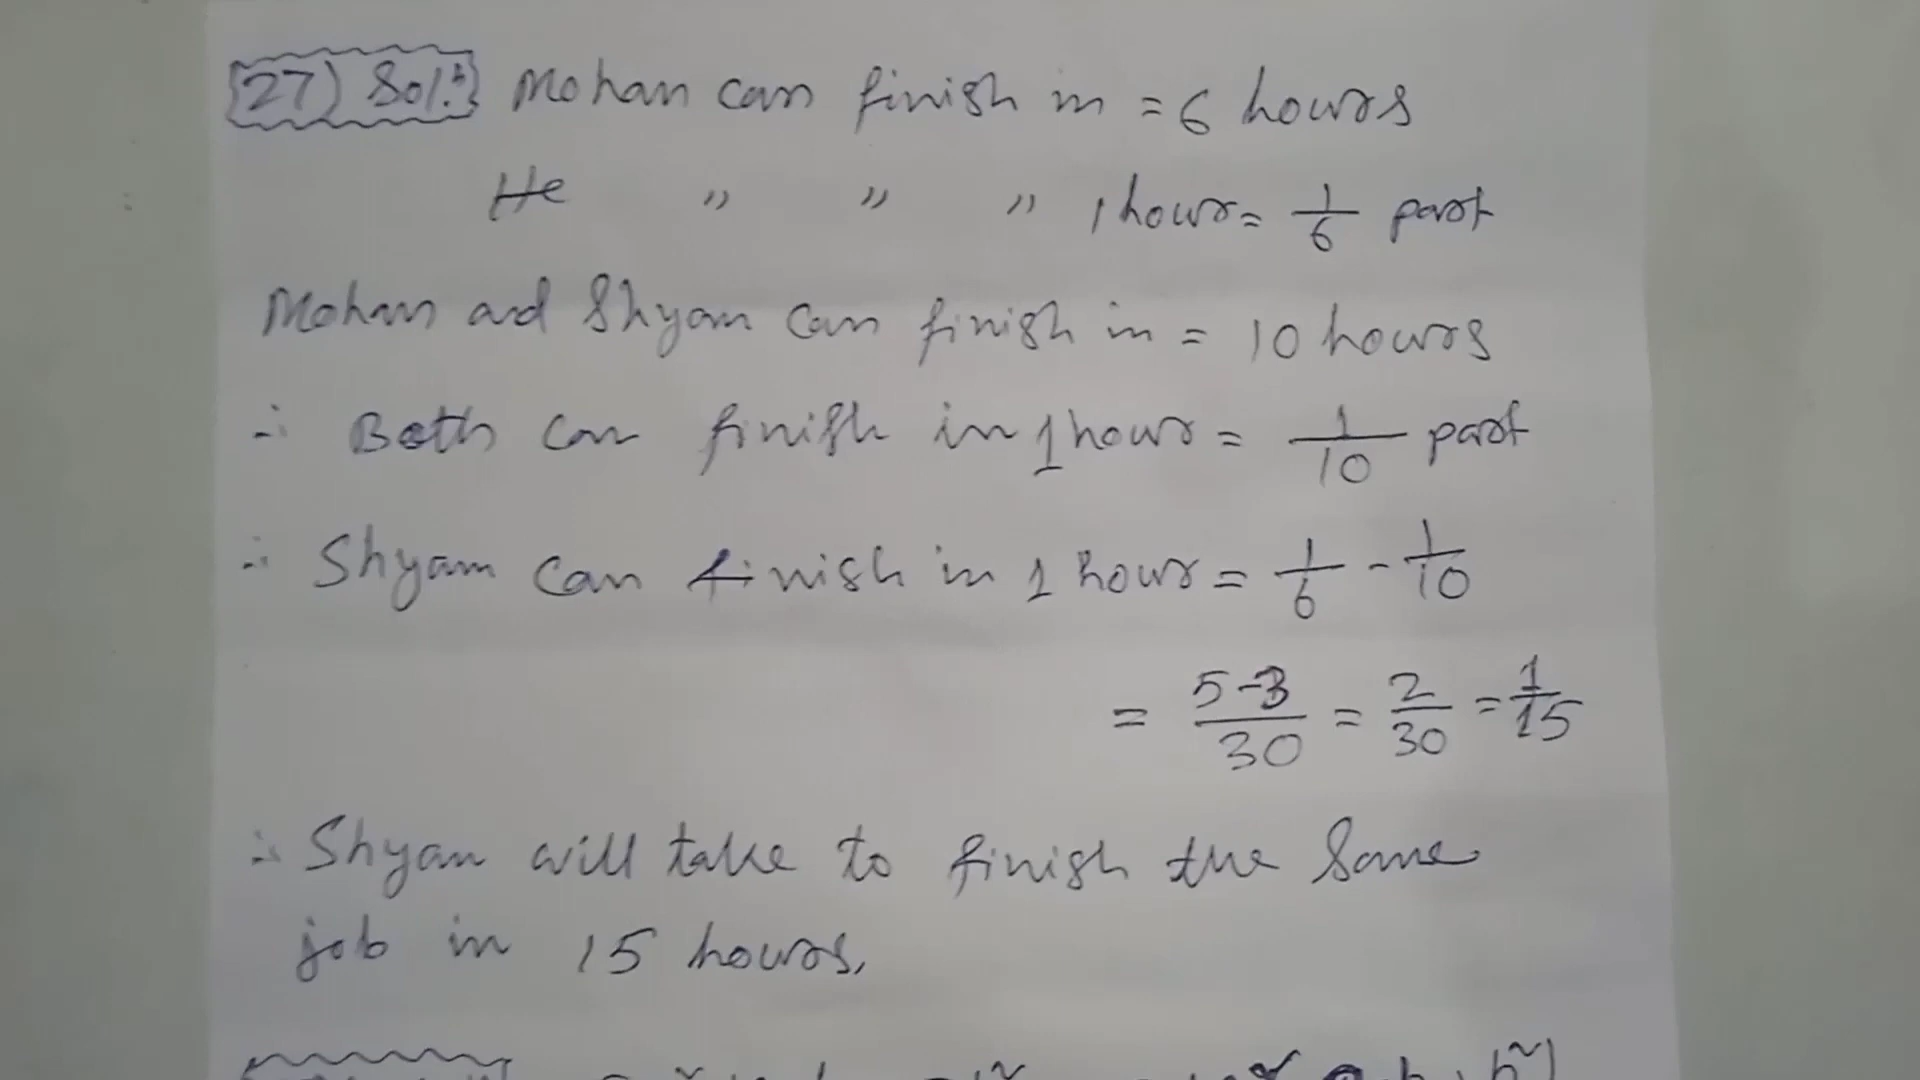 27) Sol.n Mohan can finish in = 6 hours
He " " " 1 hour = 1/6 part
Mohan and Shyam can finish in = 10 hours
∴ Both can finish in 1 hour = 1/10 part
∴ Shyam can finish in 1 hour = 1/6 - 1/10
= 5-3/30 = 2/30 = 1/15
∴ Shyam will take to finish the same
job in 15 hours.